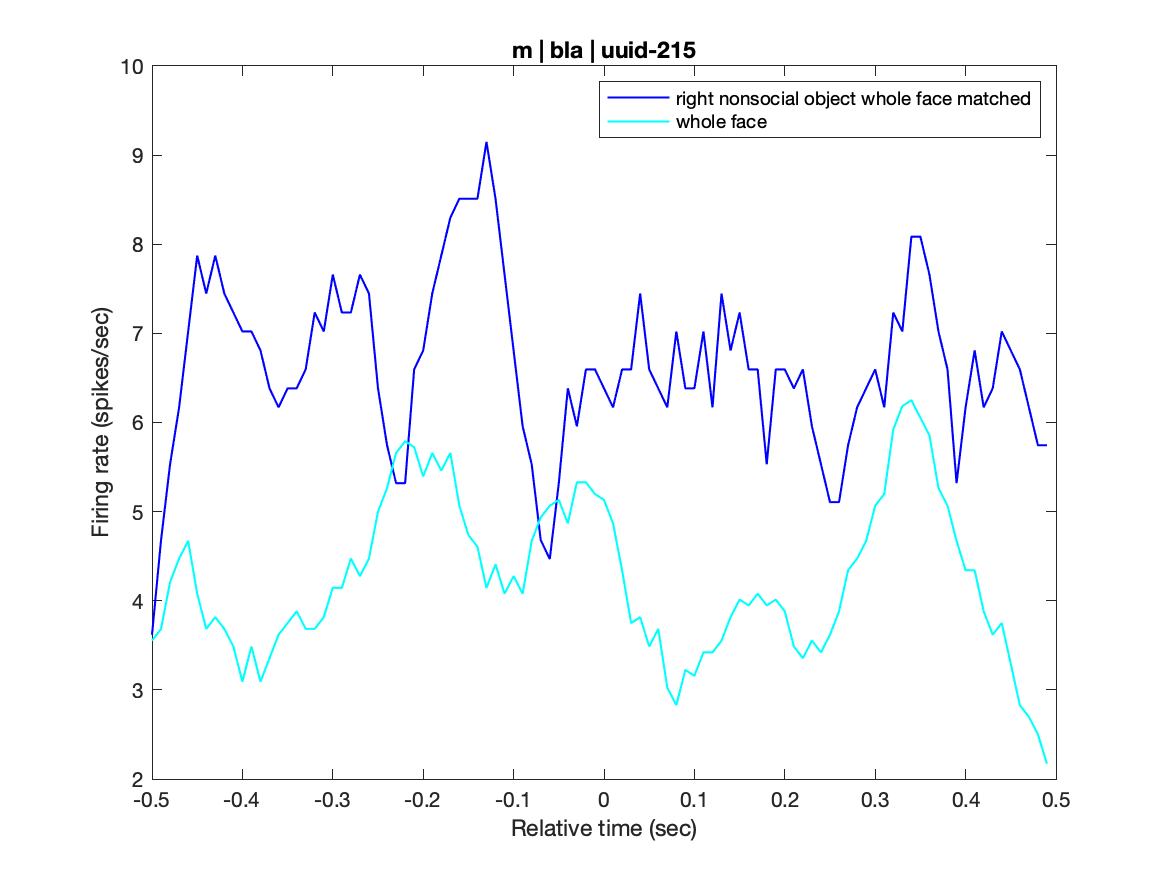 m | bla | uuid-215
10
right nonsocial object whole face matched
whole face
9
8
7
6
5
4
3
2
Firing rate (spikes/sec)
-0.5 -0.4 -0.3 -0.2 -0.1 0 0.1 0.2 0.3 0.4 0.5
Relative time (sec)